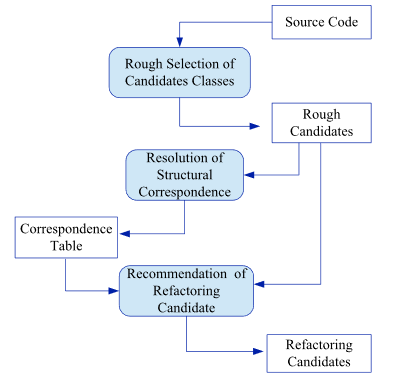 Source Code
Rough Selection of
Candidates Classes
Rough
Candidates
Resolution of
Structural
Correspondence
Correspondence
Table
Recommendation of
Refactoring
Candidate
Refactoring
Candidates